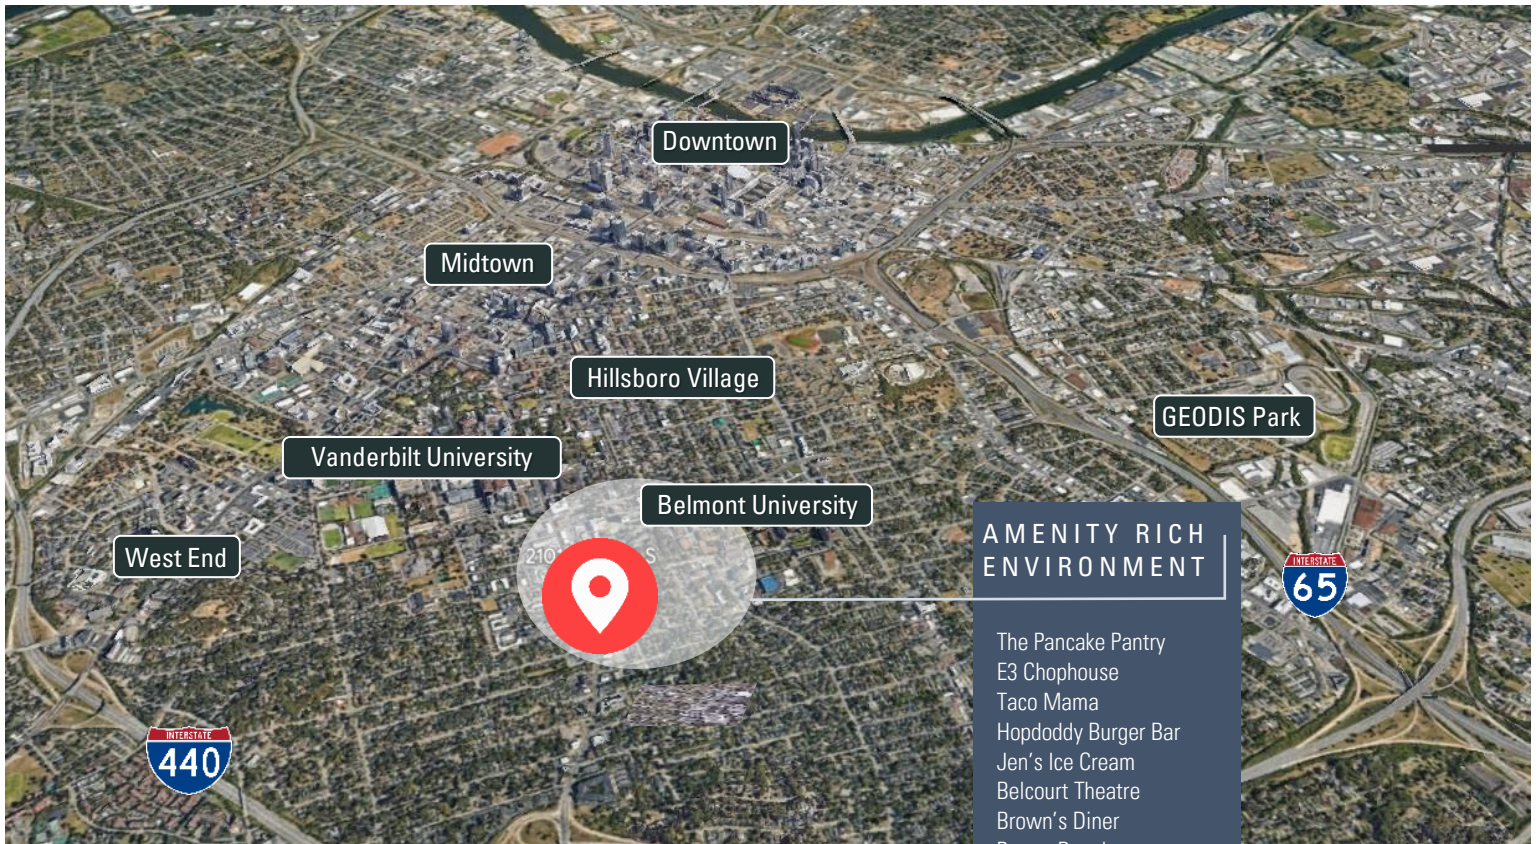 Downtown
Midtown
Hillsboro Village
GEODIS Park
Vanderbilt University
Belmont University
West End
AMENITY RICH
ENVIRONMENT
INTERSTATE
65
The Pancake Pantry
E3 Chophouse
Taco Mama
Hopdoddy Burger Bar
Jen's Ice Cream
Belcourt Theatre
Brown's Diner
INTERSTATE
440